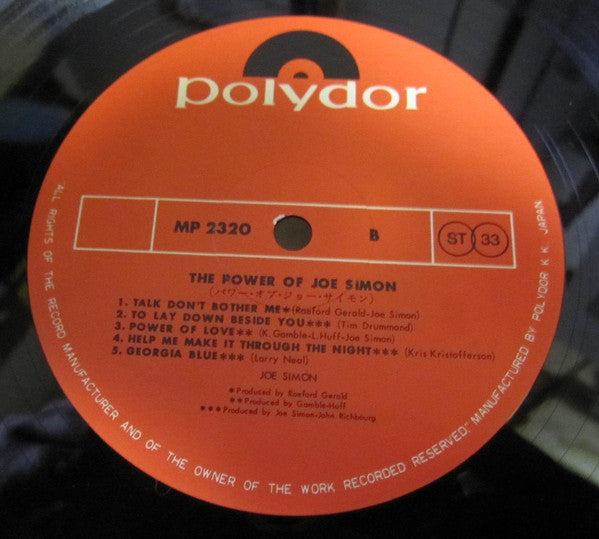 polydor
MP 2320 B ST 33
THE POWER OF JOE SIMON
(パワー・オブ・ジョー・サイモン)
1. TALK DON'T BOTHER ME★(Raeford Gerald-Joe Simon)
2. TO LAY DOWN BESIDE YOU★★★ (Tim Drummond)
3. POWER OF LOVE★★ (K.Gamble-L.Huff-Joe Simon)
4. HELP ME MAKE IT THROUGH THE NIGHT★★★ (Kris Kristofferson)
5. GEORGIA BLUE★★★ (Larry Neal)
JOE SIMON
★Produced by Raeford Gerald
★★Produced by Gamble-Huff
★★★Produced by Joe Simon-John Richbourg
"ALL RIGHTS OF THE RECORD MANUFACTURER AND OF THE OWNER OF THE WORK RECORDED RESERVED." MANUFACTURED BY POLYDOR K.K. JAPAN.